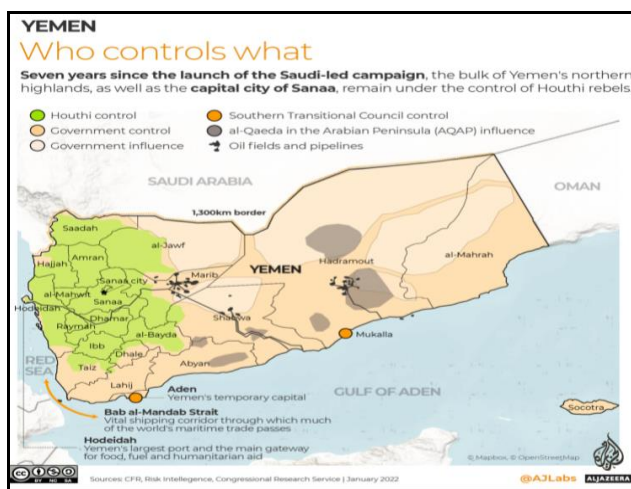 YEMEN
Who controls what
Seven years since the launch of the Saudi-led campaign, the bulk of Yemen's northern
highlands, as well as the capital city of Sanaa, remain under the control of Houthi rebels.
Houthi control
Southern Transitional Council control
Government control
al-Qaeda in the Arabian Peninsula (AQAP) influence
Government influence
Oil fields and pipelines
SAUDI ARABIA
OMAN
1,300km border
Saadah
al-Jawf
Hajjah
Amran
YEMEN
Hadramout
al-Mahrah
Sanaa city
Marib
al-Mahwit
Sanaa
Hodeidah
Dhamar
Raymah
Shabwa
al-Bayda
Mukalla
Ibb
Dhale
Abyan
Taiz
RED
SEA
Lahij
Aden
Yemen's temporary capital
GULF OF ADEN
Socotra
Bab al-Mandab Strait
Vital shipping corridor through which much
of the world's maritime trade passes
Hodeidah
Yemen's largest port and the main gateway
for food, fuel and humanitarian aid
© Mapbox, © OpenStreetMap
cc BY NC SA
Sources: CFR, Risk Intellegence, Congressional Research Service | January 2022
@AJLabs
ALJAZEERA